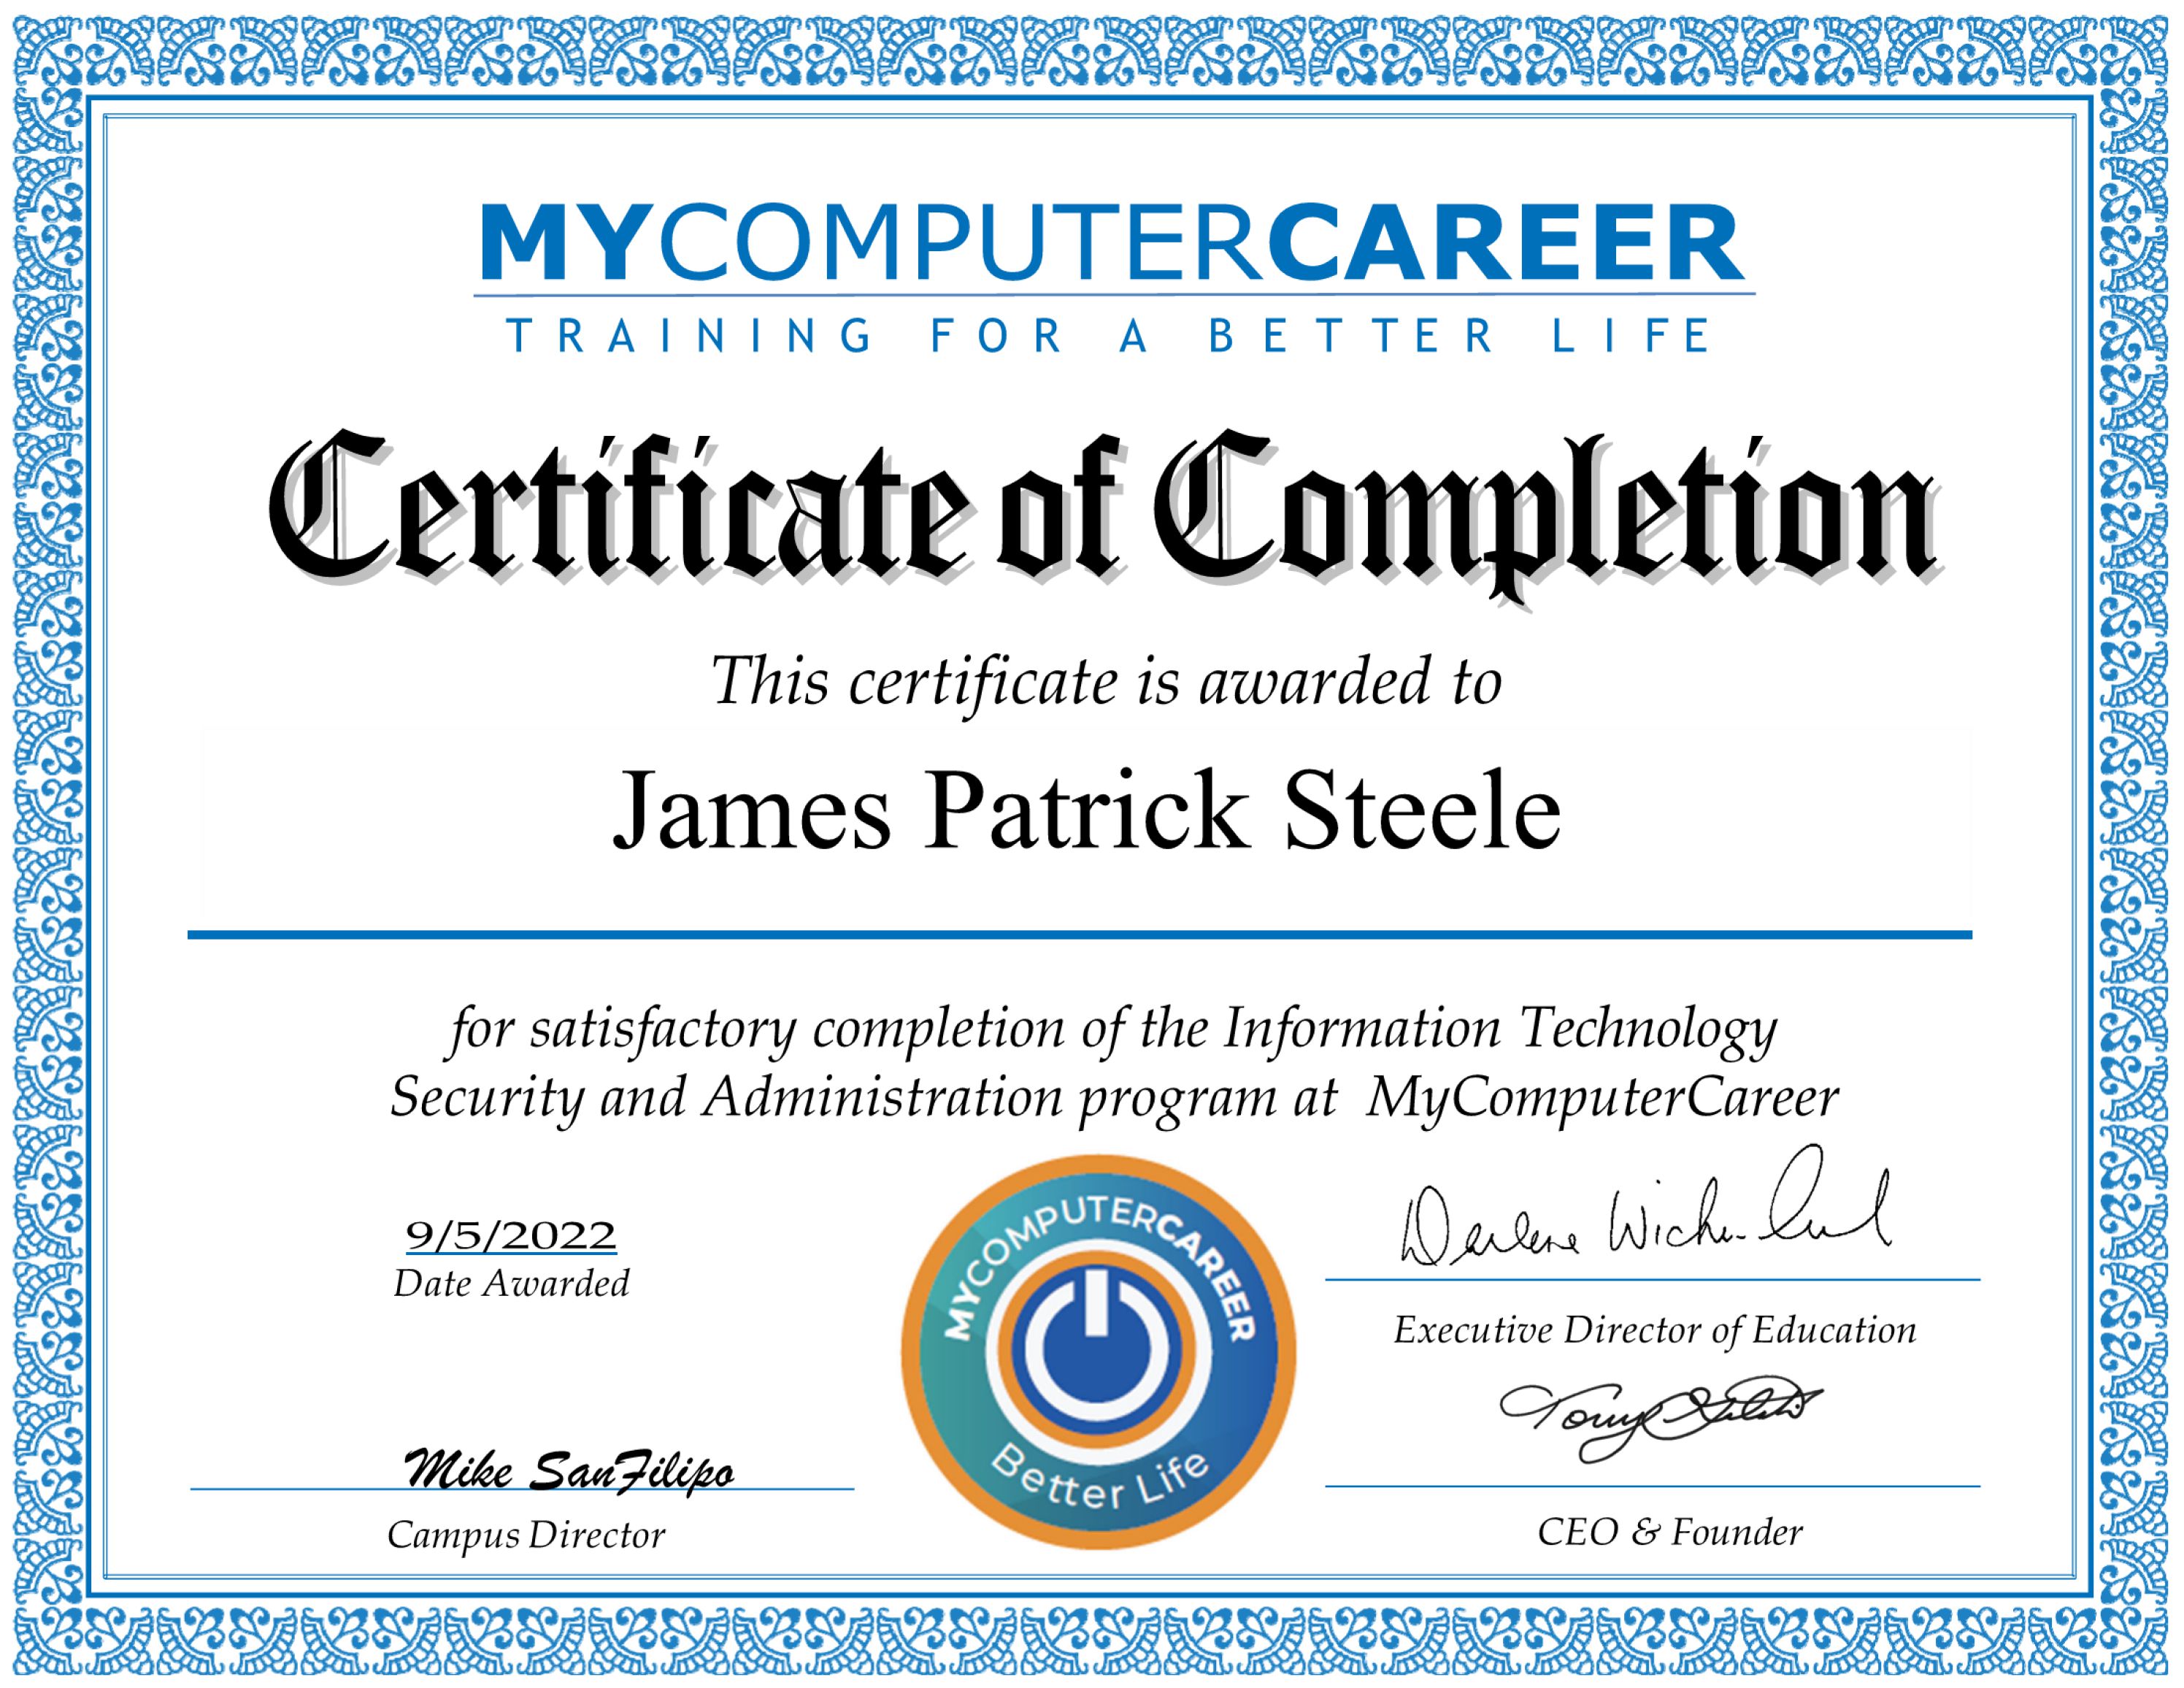 MYCOMPUTERCAREER
TRAINING FOR A BETTER LIFE
Certificate of Completion
This certificate is awarded to
James Patrick Steele
for satisfactory completion of the Information Technology
Security and Administration program at MyComputerCareer
9/5/2022
Date Awarded
Mike SanFilipo
Campus Director
MYCOMPUTERCAREER
Better Life
Darlene
Executive Director of Education
Tony
CEO & Founder